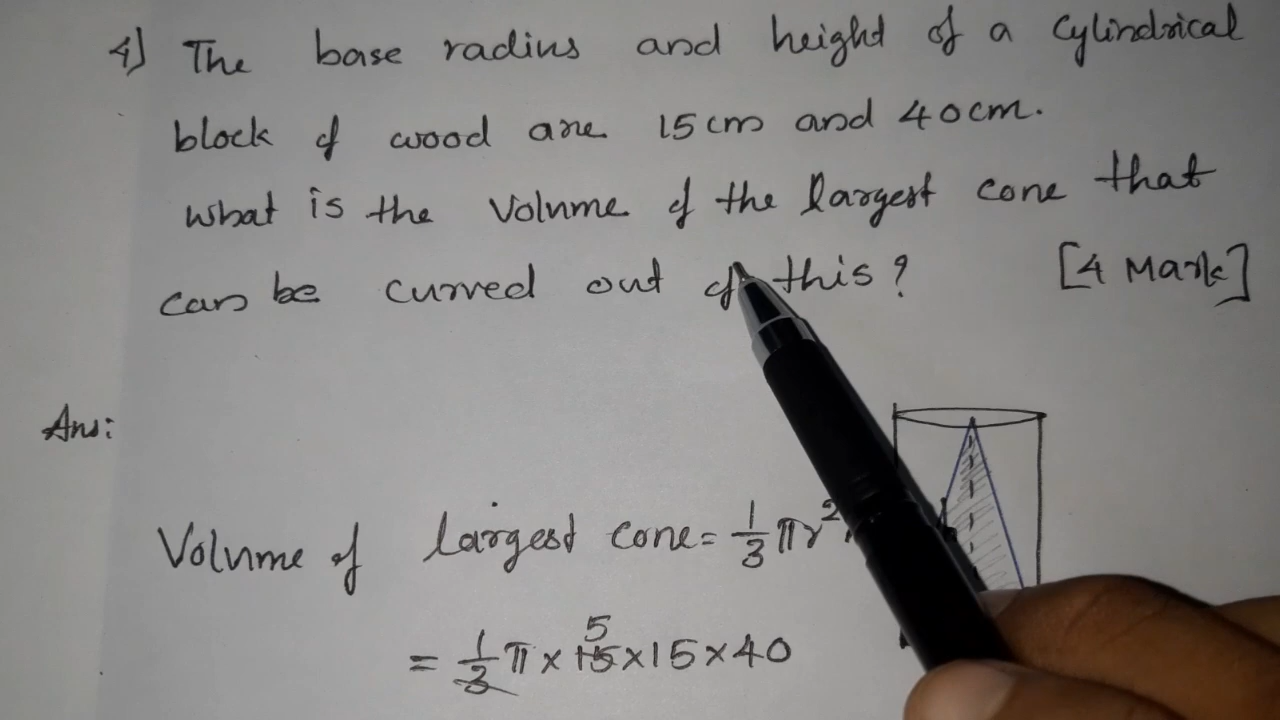 4) The base radius and height of a Cylindrical
block of wood are 15cm and 40cm.
what is the Volume of the largest cone that
can be curved out of this? [4 Mark]
Ans:
Volume of largest cone = 1/3 πr²
= 1/3 π × 15 × 15 × 40
5